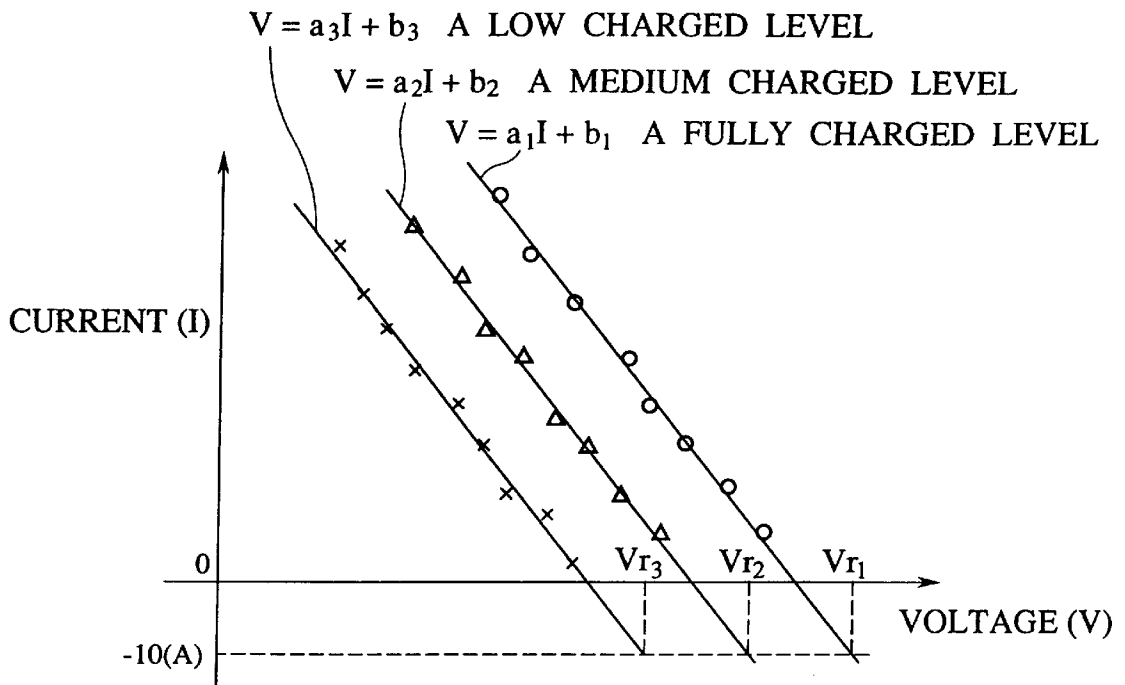 V = a₃I + b₃ A LOW CHARGED LEVEL
V = a₂I + b₂ A MEDIUM CHARGED LEVEL
V = a₁I + b₁ A FULLY CHARGED LEVEL
CURRENT (I)
0
Vr₃ Vr₂ Vr₁
VOLTAGE (V)
-10(A)